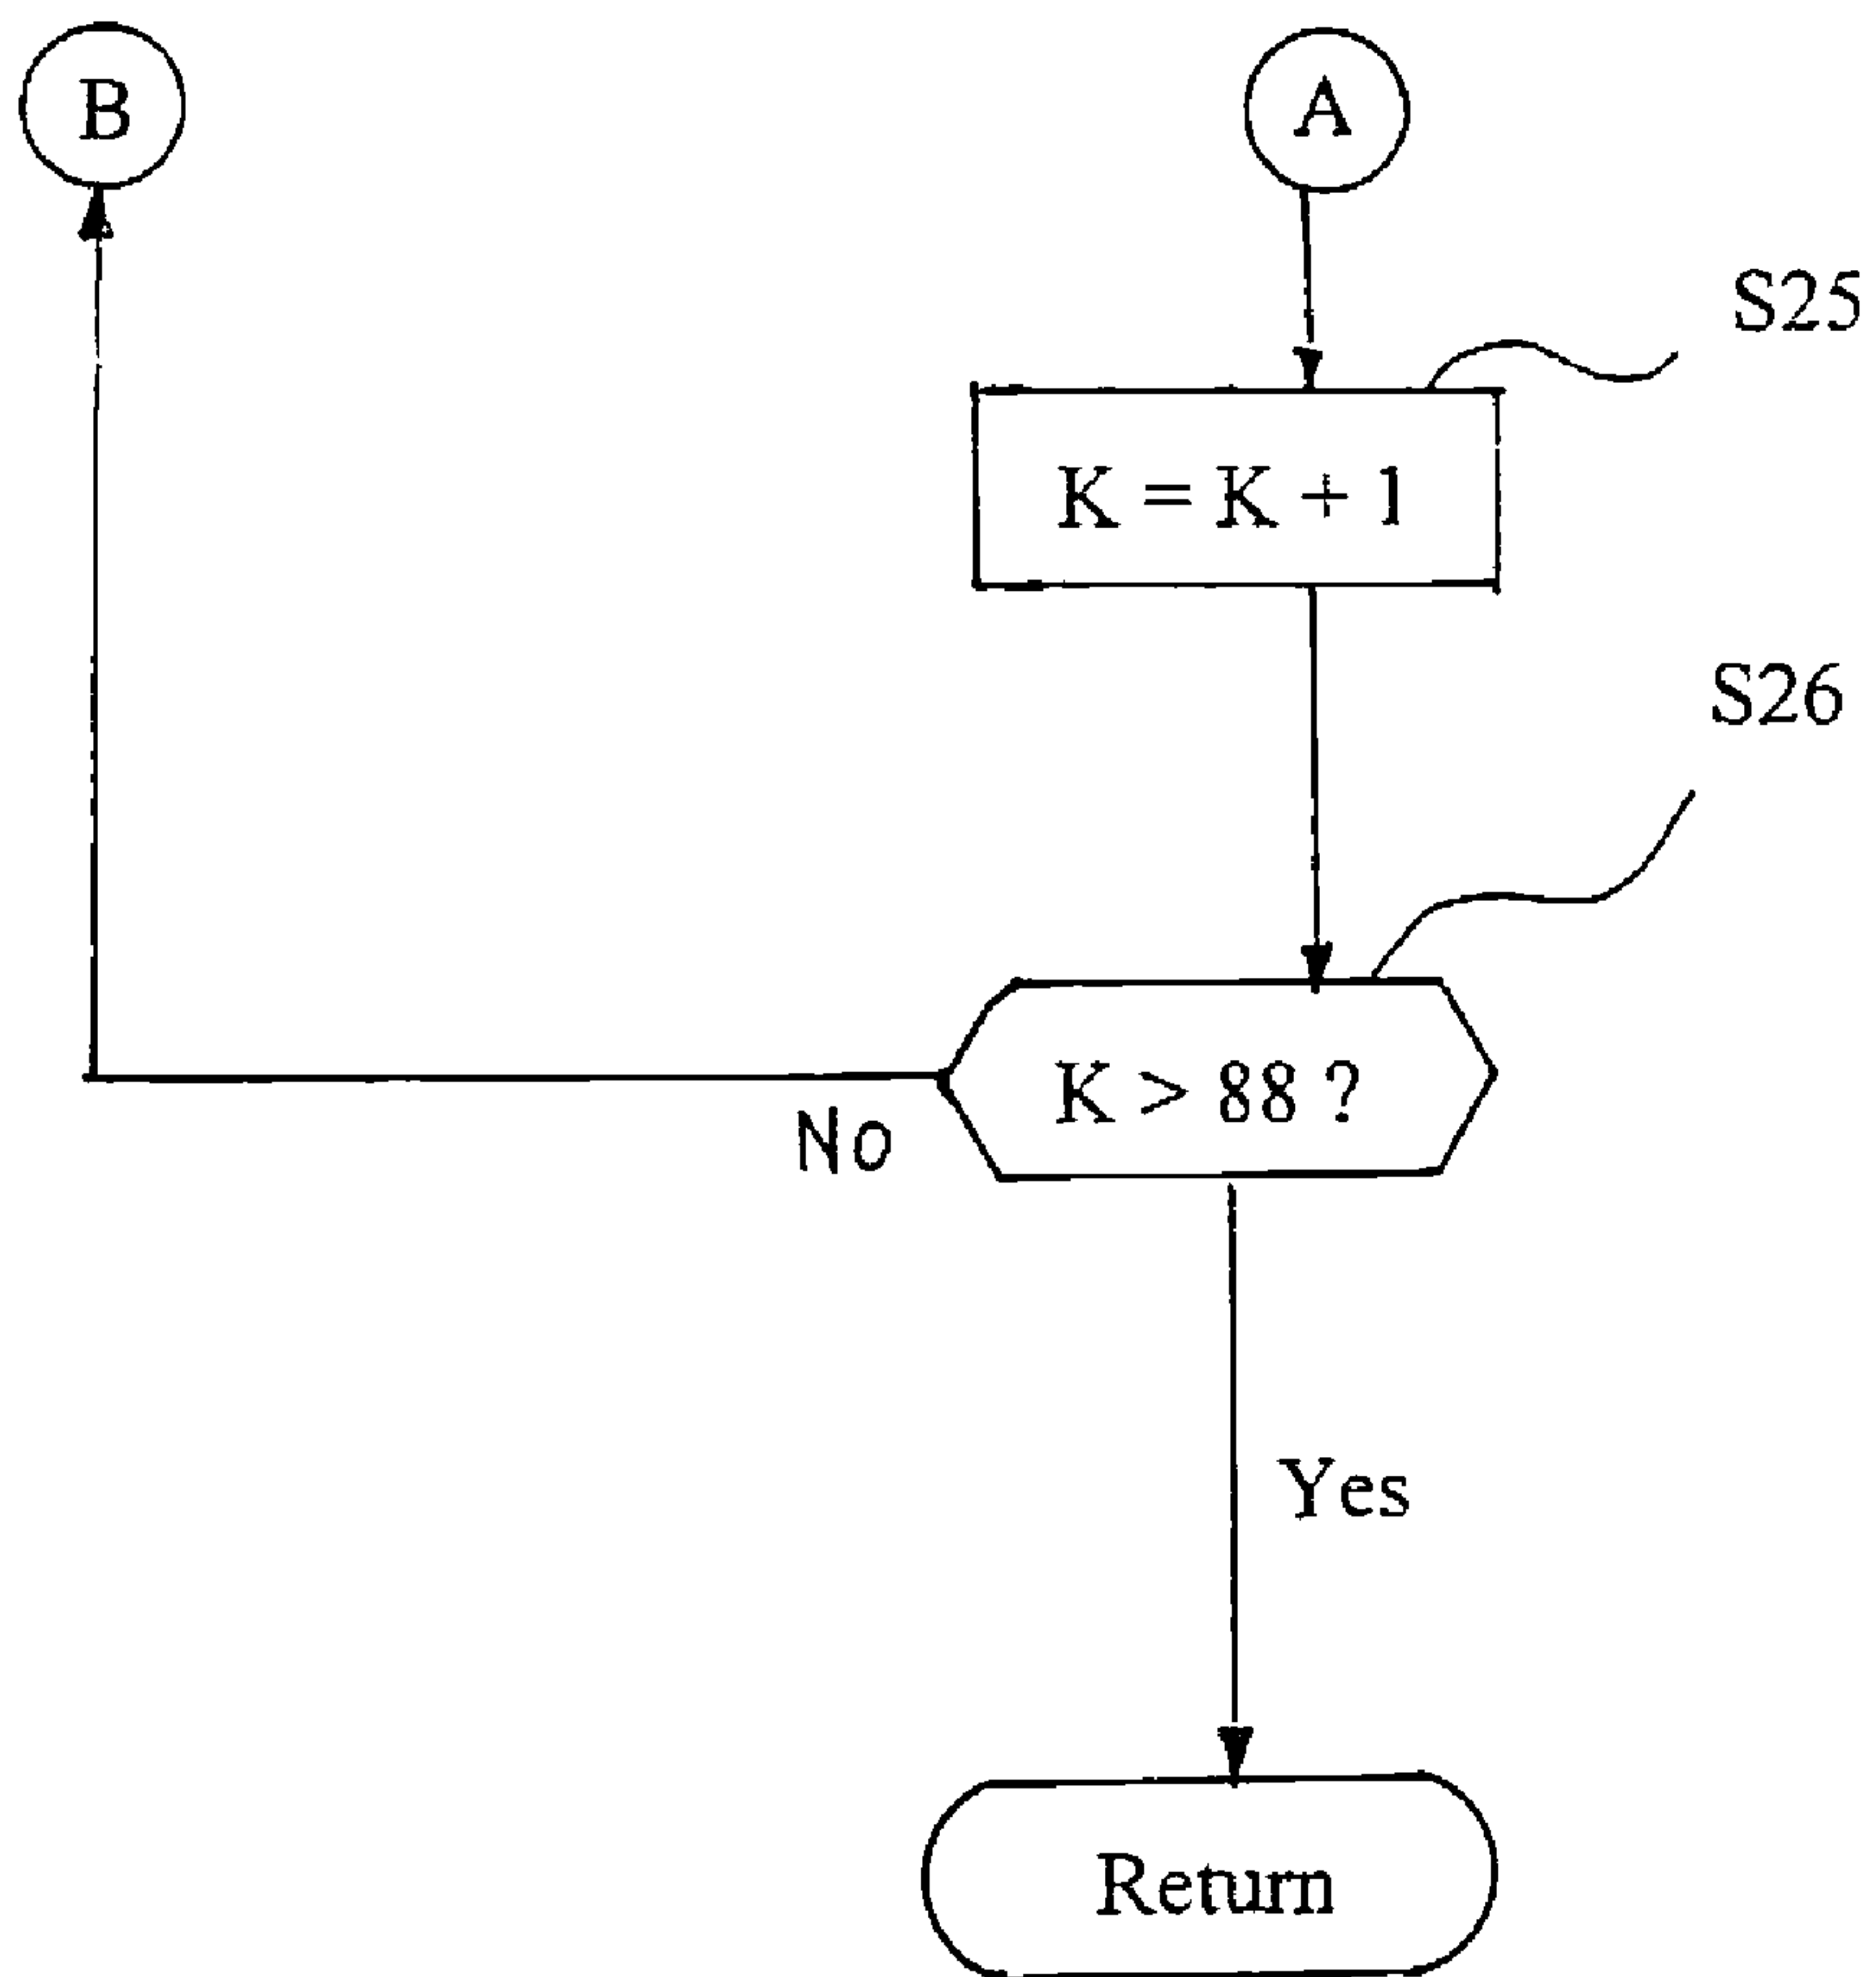 B
A
S25
K = K + 1
S26
K > 88 ?
No
Yes
Return